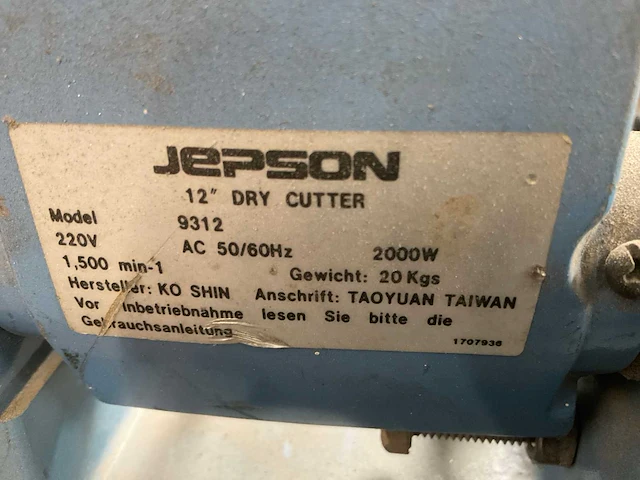 JEPSON
12" DRY CUTTER
Model 9312
220V AC 50/60Hz 2000W
1,500 min-1 Gewicht: 20 Kgs
Hersteller: KO SHIN Anschrift: TAOYUAN TAIWAN
Vor Inbetriebnähme lesen Sie bitte die
Gebrauchsanleitung
1707936